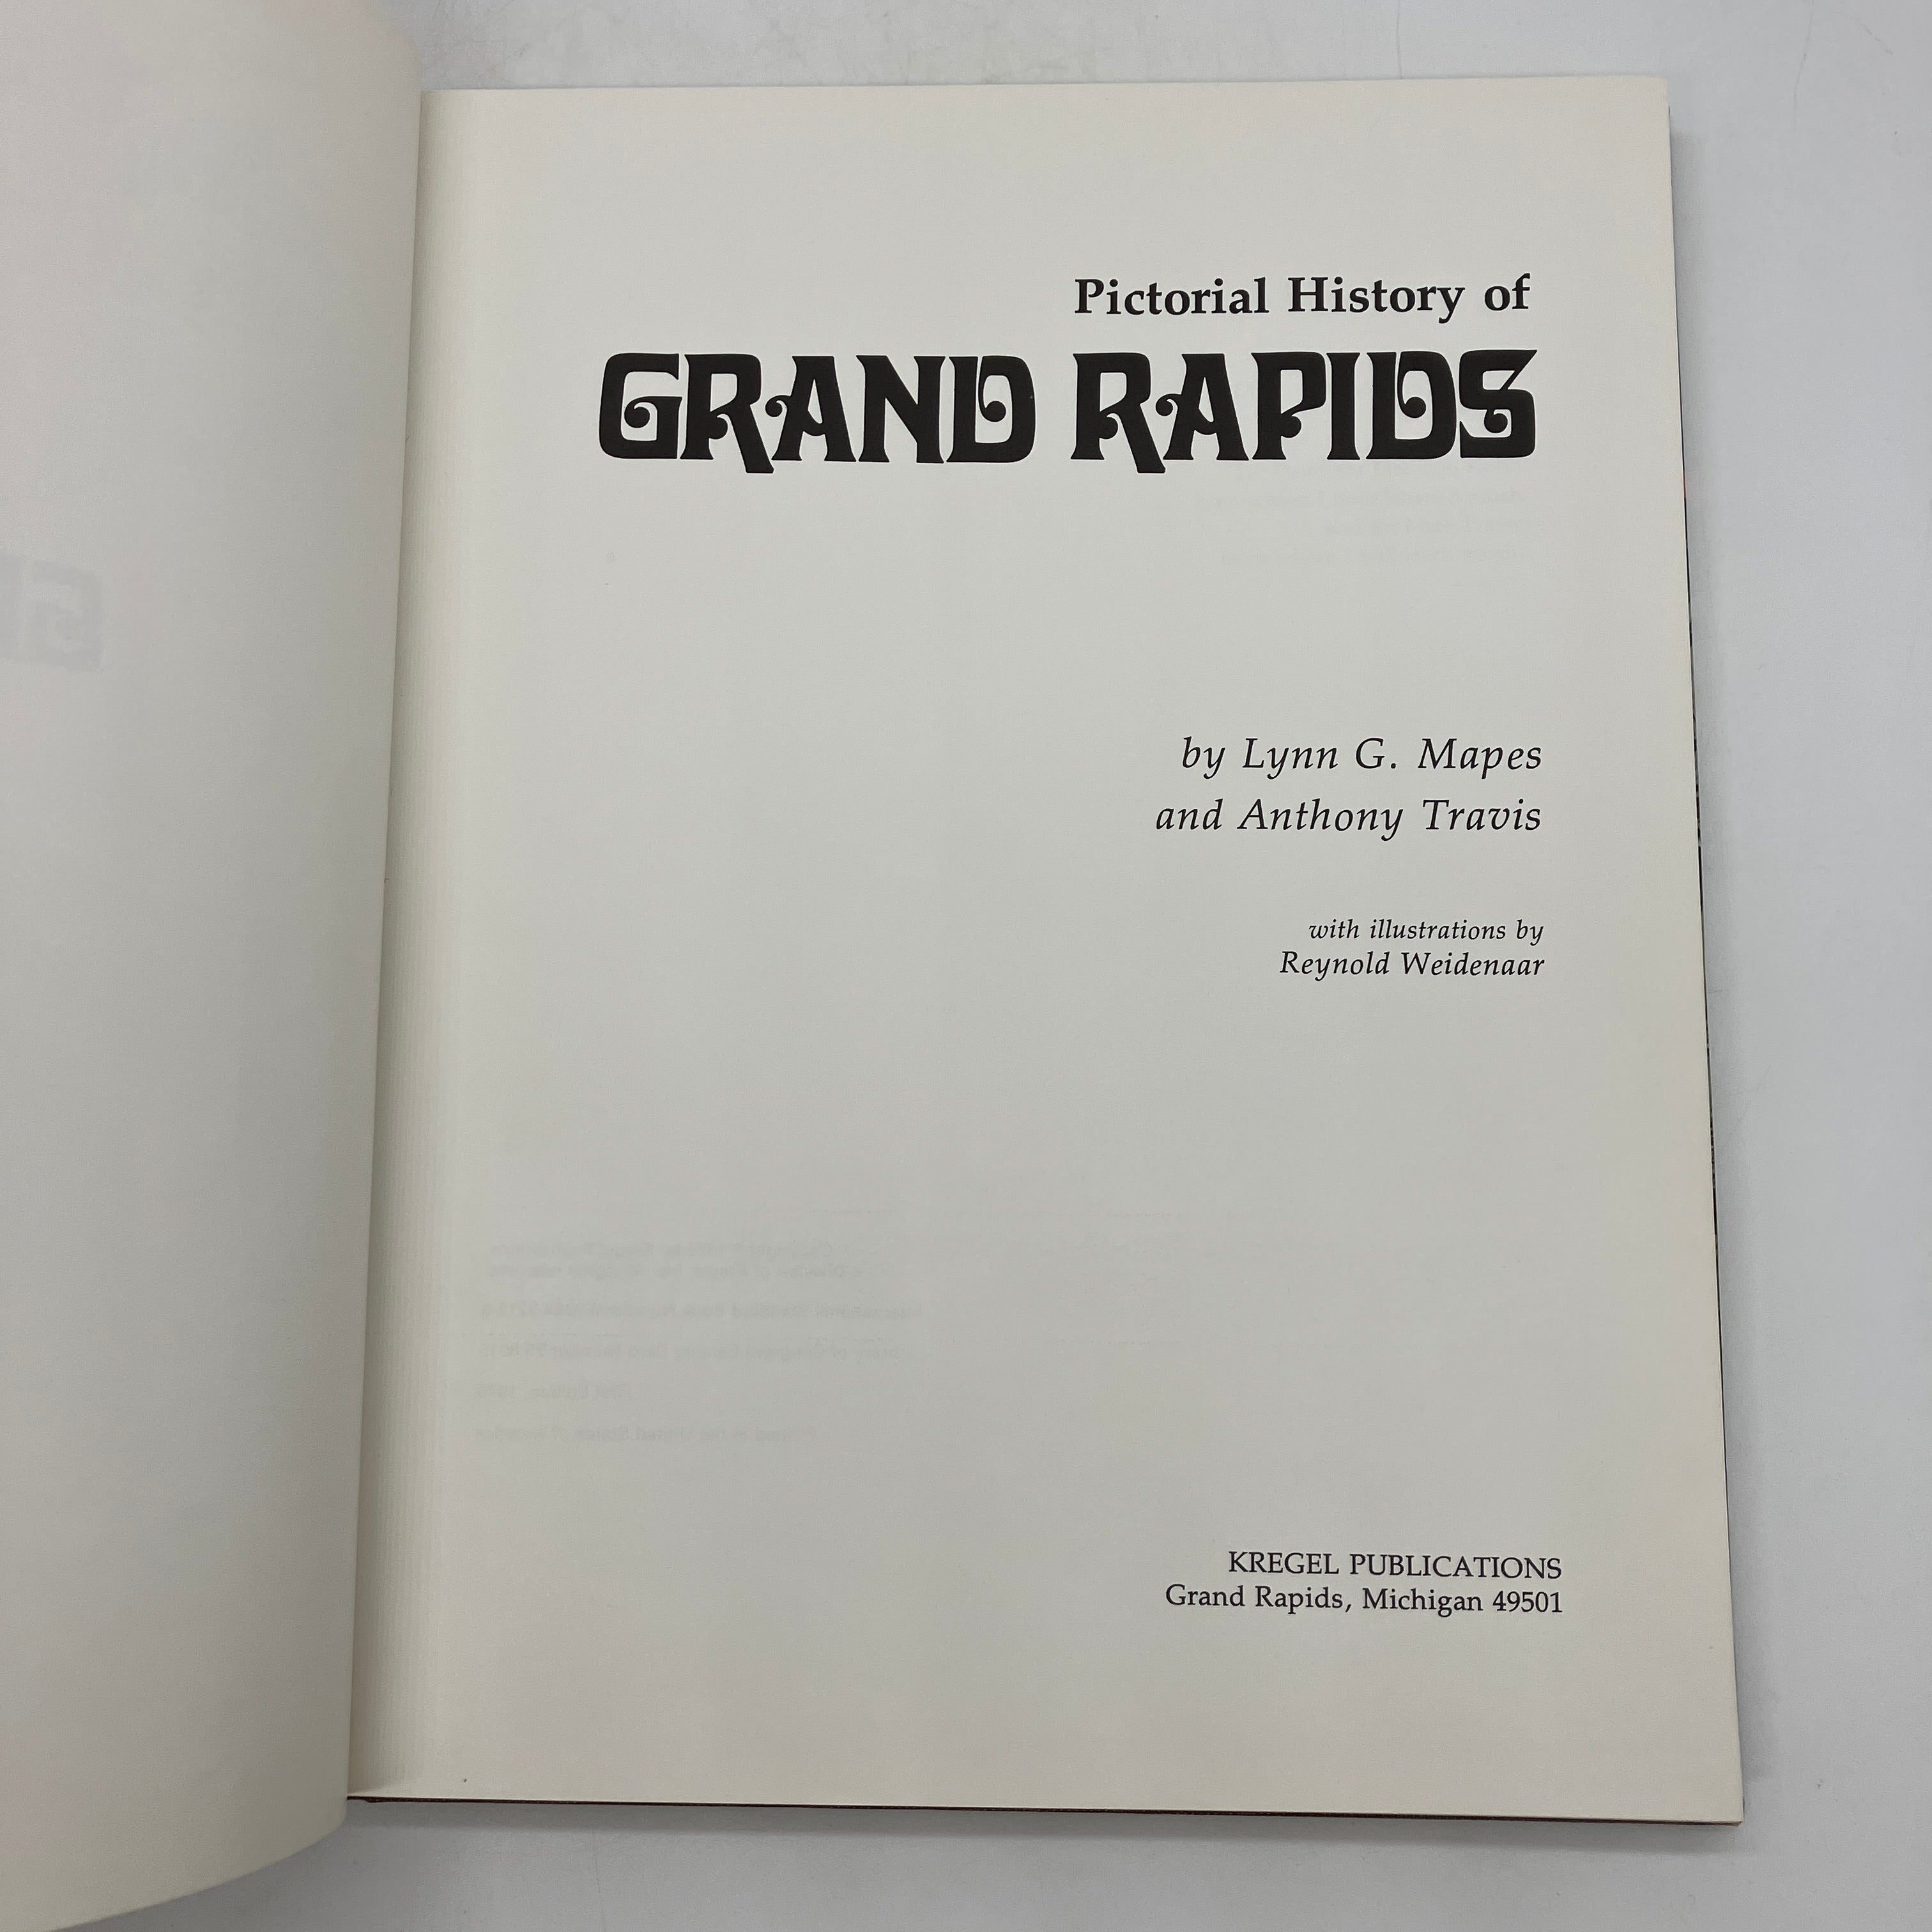 Pictorial History of
GRAND RAPIDS
by Lynn G. Mapes
and Anthony Travis
with illustrations by
Reynold Weidenaar
KREGEL PUBLICATIONS
Grand Rapids, Michigan 49501